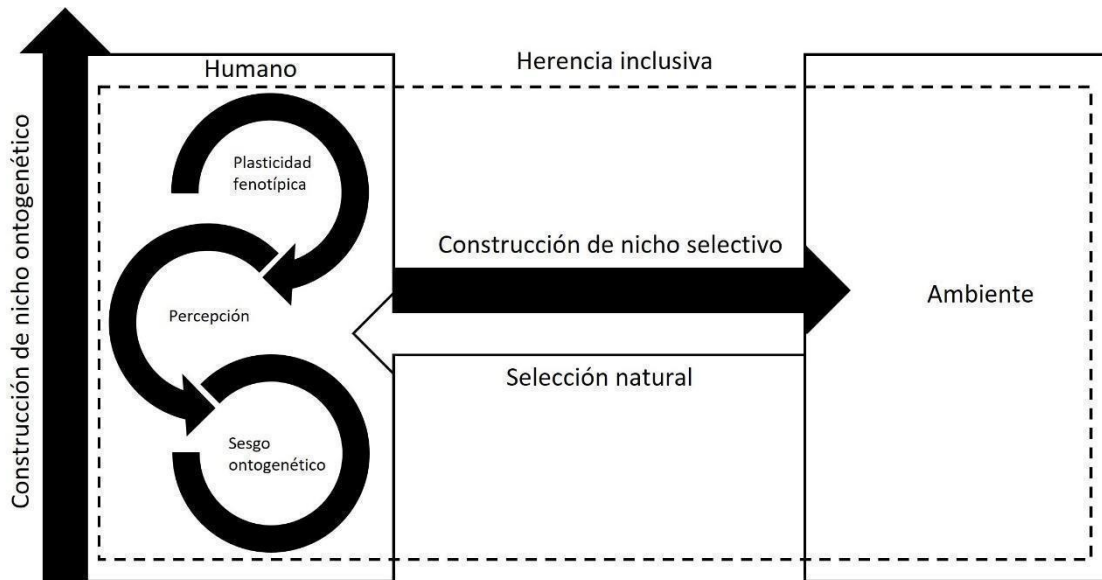 Construcción de nicho ontogenético
Humano
Herencia inclusiva
Plasticidad
fenotípica
Construcción de nicho selectivo
Percepción
Ambiente
Selección natural
Sesgo
ontogenético